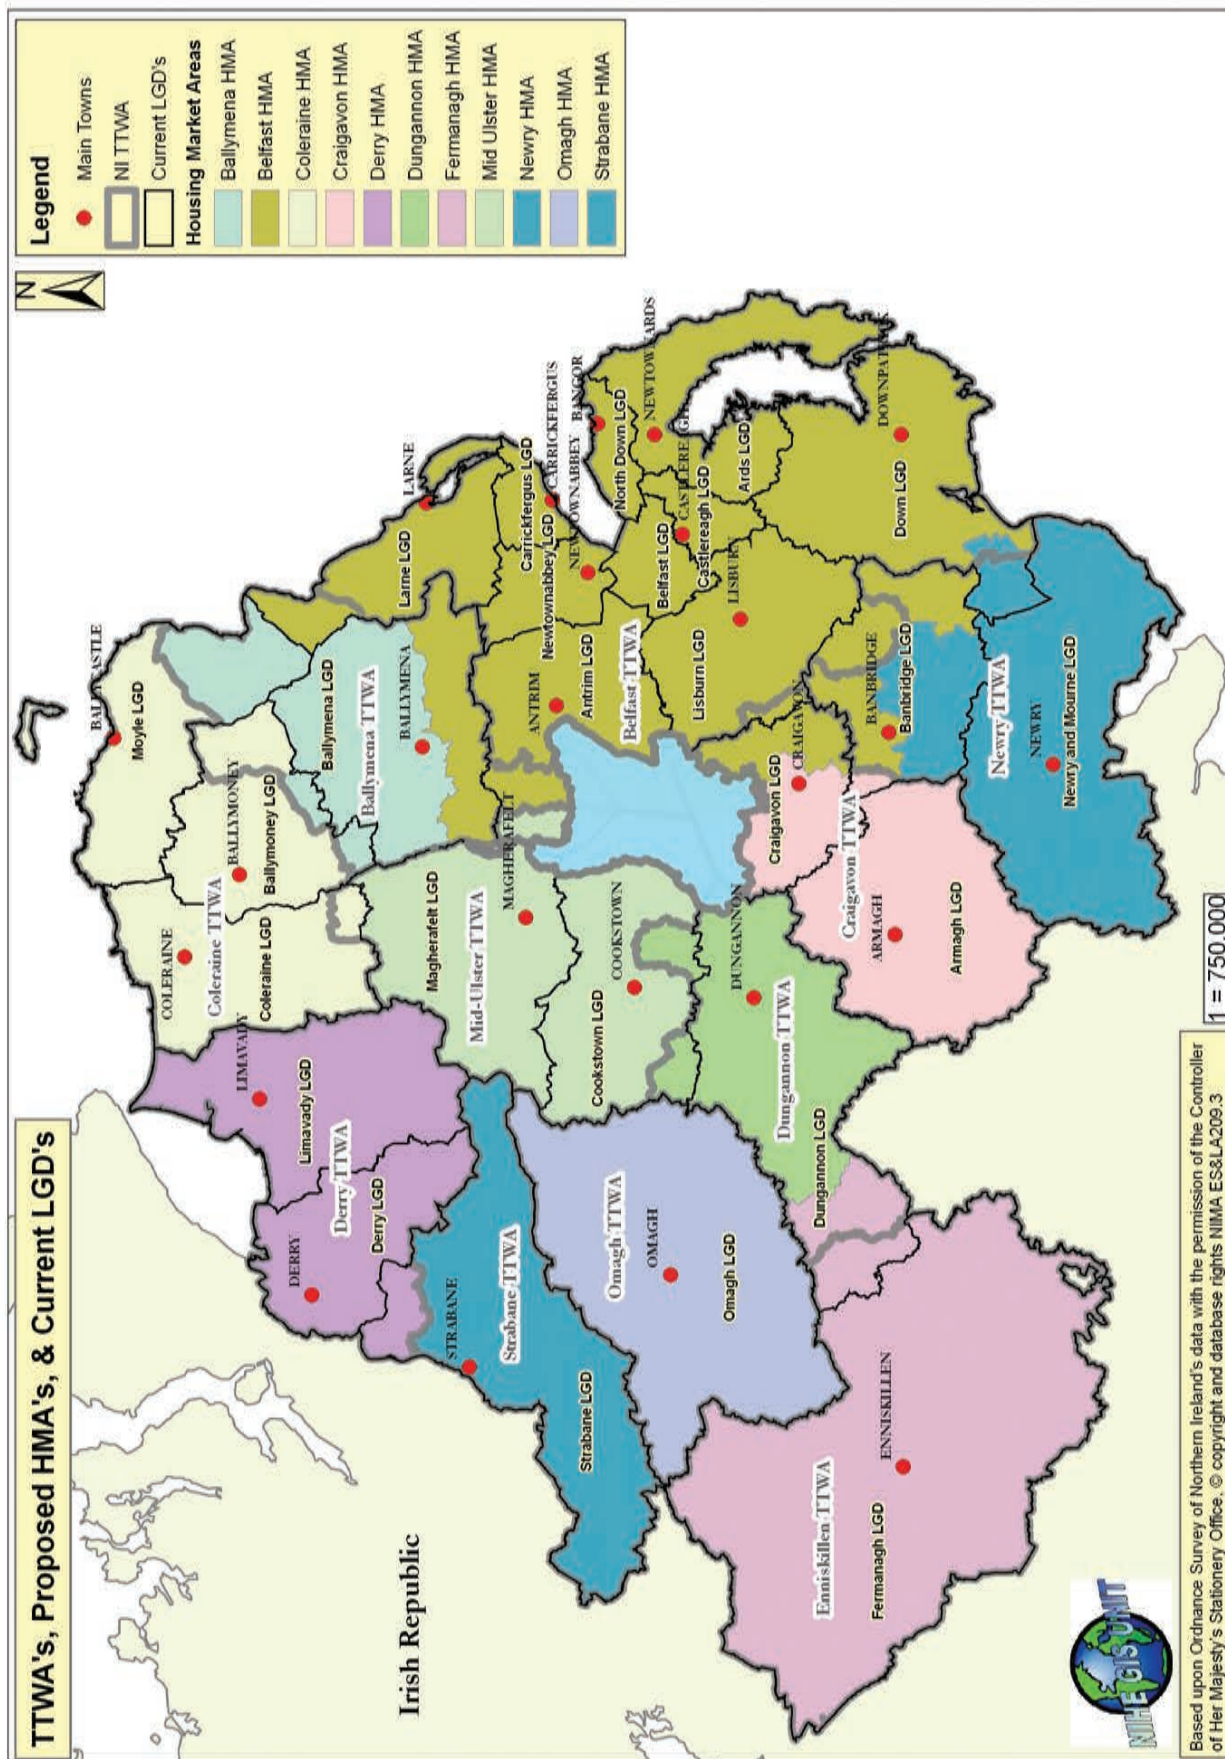 TTWA's, Proposed HMA's, & Current LGD's
N
Legend
Main Towns
NI TTWA
Current LGD's
Housing Market Areas
Ballymena HMA
Belfast HMA
Coleraine HMA
Craigavon HMA
Derry HMA
Dungannon HMA
Fermanagh HMA
Mid Ulster HMA
Newry HMA
Omagh HMA
Strabane HMA
BALLYCASTLE
Moyle LGD
COLERAINE
Coleraine TTWA
Coleraine LGD
BALLYMONEY
Ballymoney LGD
LIMAVADY
Limavady LGD
DERRY
Derry TTWA
Derry LGD
Ballymena LGD
Ballymena TTWA
BALLYMENA
LARNE
Larne LGD
Magherafelt LGD
Mid-Ulster TTWA
MAGHERAFELT
STRABANE
Strabane TTWA
Strabane LGD
ANTRIM
Antrim LGD
Carrickfergus LGD
CARRICKFERGUS
Newtownabbey LGD
NEWTOWNABBEY
BANGOR
North Down LGD
NEWTOWNARDS
Belfast TTWA
Belfast LGD
CASTLEREAGH
Castlereagh LGD
Ards LGD
LISBURN
Lisburn LGD
COOKSTOWN
Cookstown LGD
Omagh TTWA
OMAGH
Omagh LGD
DUNGANNON
Dungannon TTWA
Dungannon LGD
CRAIGAVON
Craigavon LGD
Craigavon TTWA
BANBRIDGE
Banbridge LGD
DOWNPATRICK
Down LGD
ARMAGH
Armagh LGD
Newry TTWA
NEWRY
Newry and Mourne LGD
Enniskillen TTWA
ENNISKILLEN
Fermanagh LGD
Irish Republic
NIHE GIS UNIT
1 = 750,000
Based upon Ordnance Survey of Northern Ireland's data with the permission of the Controller
of Her Majesty's Stationery Office, © copyright and database rights NIMA ES&LA209.3